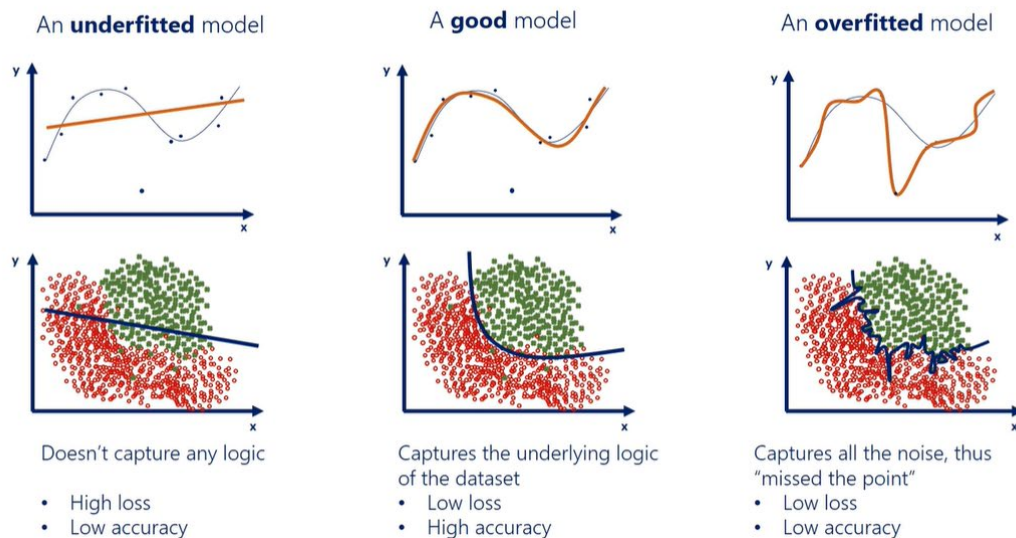 An underfitted model
A good model
An overfitted model
y
x
y
x
y
x
y
x
y
x
y
x
Doesn't capture any logic
• High loss
• Low accuracy
Captures the underlying logic
of the dataset
• Low loss
• High accuracy
Captures all the noise, thus
“missed the point”
• Low loss
• Low accuracy